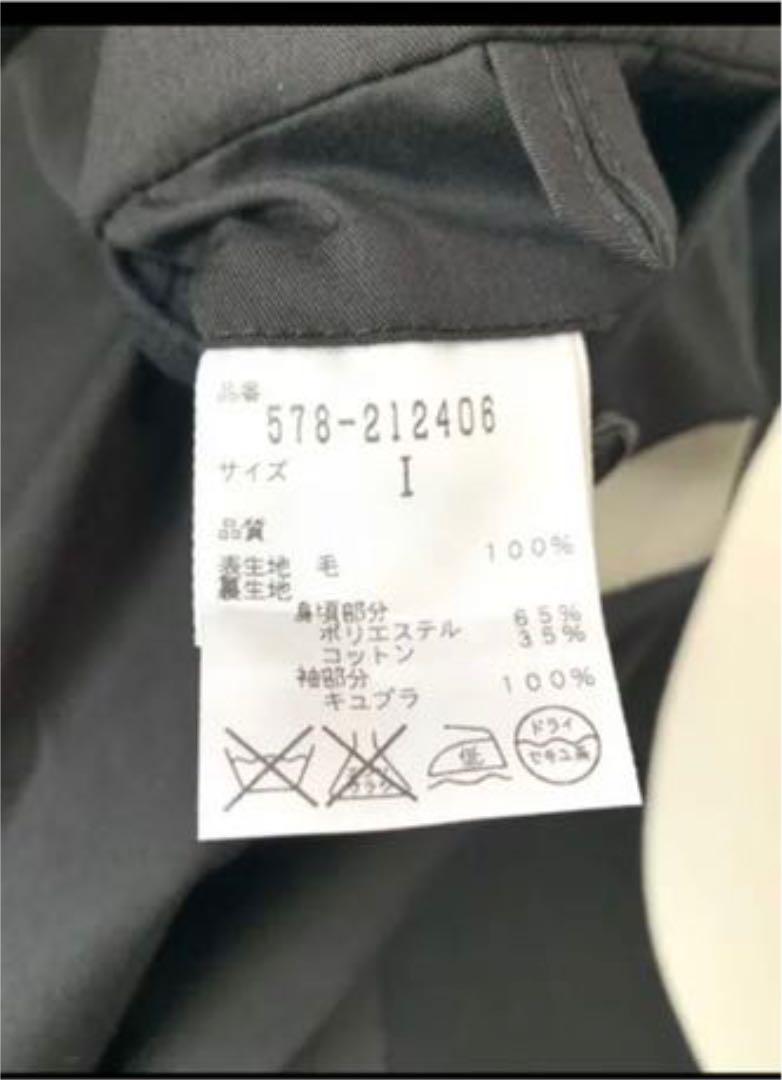 品番
578-212406
サイズ I
品質
表生地 毛 100%
裏生地
身頃部分
ポリエステル 65%
コットン 35%
袖部分
キュプラ 100%
低
ドライ
セキユ系